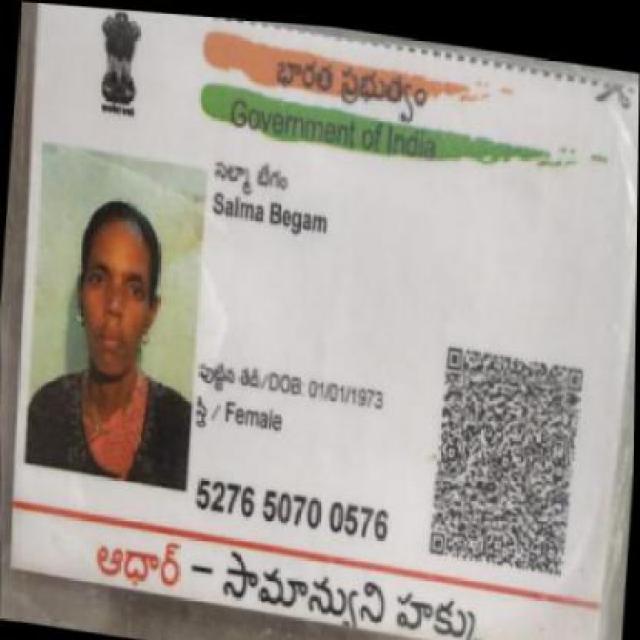 భారత ప్రభుత్వం
Government of India
సల్మా బేగం
Salma Begam
పుట్టిన తేదీ/DOB: 01/01/1973
స్త్రీ / Female
5276 5070 0576
ఆధార్ – సామాన్యుని హక్కు